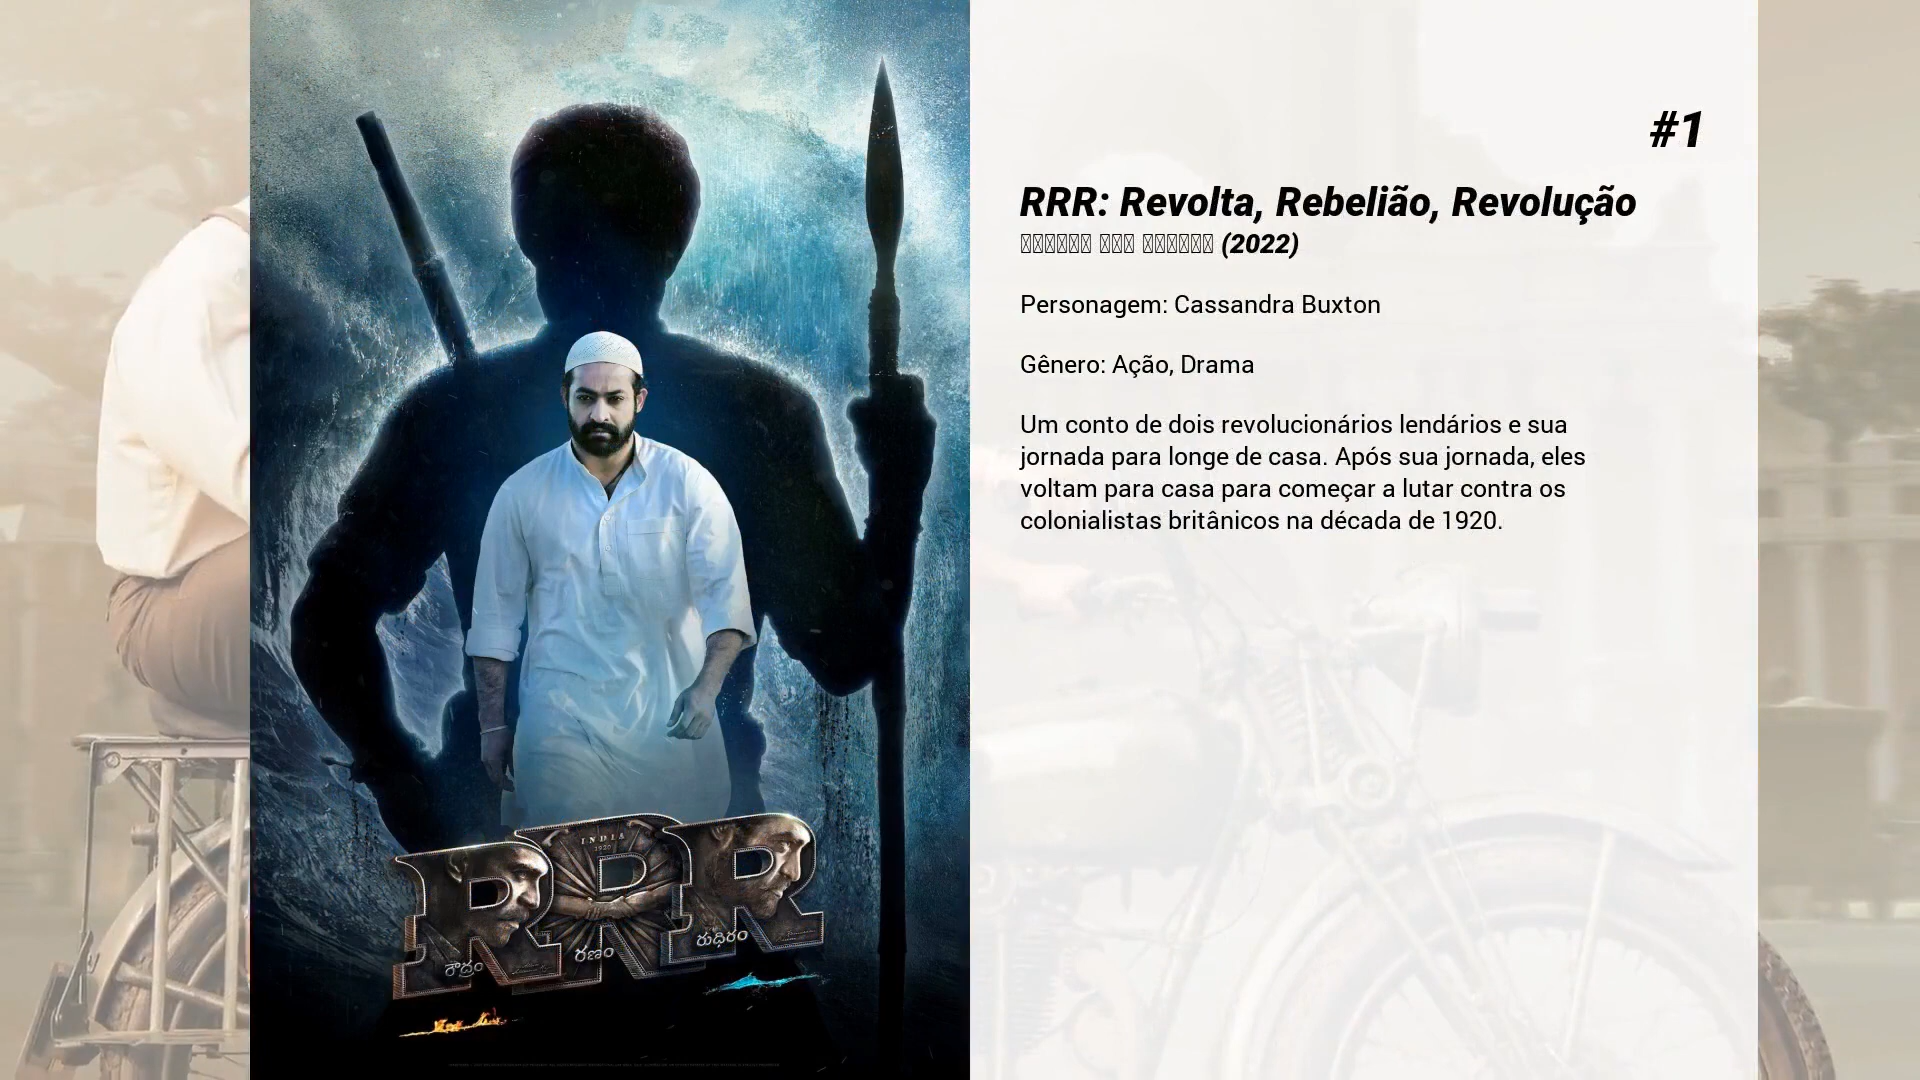 #1
RRR: Revolta, Rebelião, Revolução
(2022)
Personagem: Cassandra Buxton
Gênero: Ação, Drama
Um conto de dois revolucionários lendários e sua
jornada para longe de casa. Após sua jornada, eles
voltam para casa para começar a lutar contra os
colonialistas britânicos na década de 1920.
INDIA
1920
RRR
రౌద్రం
రణం
రుధిరం